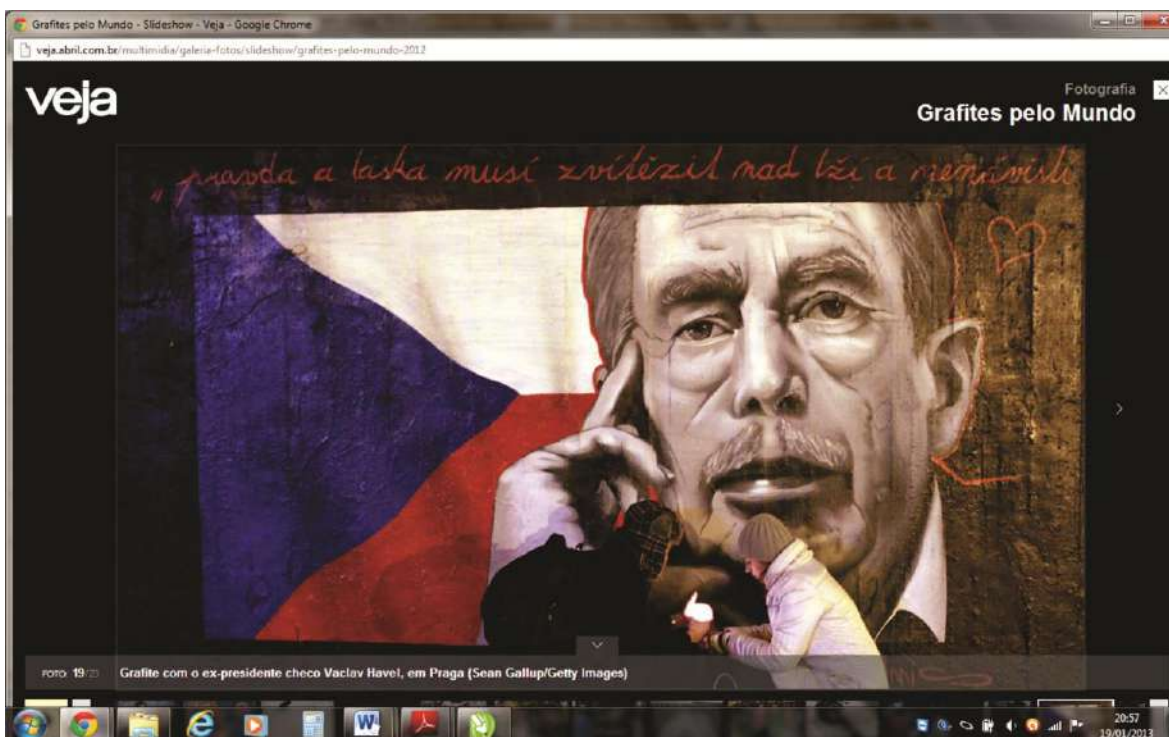 Grafites pelo Mundo - Slideshow - Veja - Google Chrome
veja.abril.com.br/multimidia/galeria-fotos/slideshow/grafites-pelo-mundo-2012
veja
Fotografia
Grafites pelo Mundo
„pravda a laska musí zvítězit nad lží a nenávistí
FOTO 19/23
Grafite com o ex-presidente checo Vaclav Havel, em Praga (Sean Gallup/Getty Images)
20:57
19/01/2013